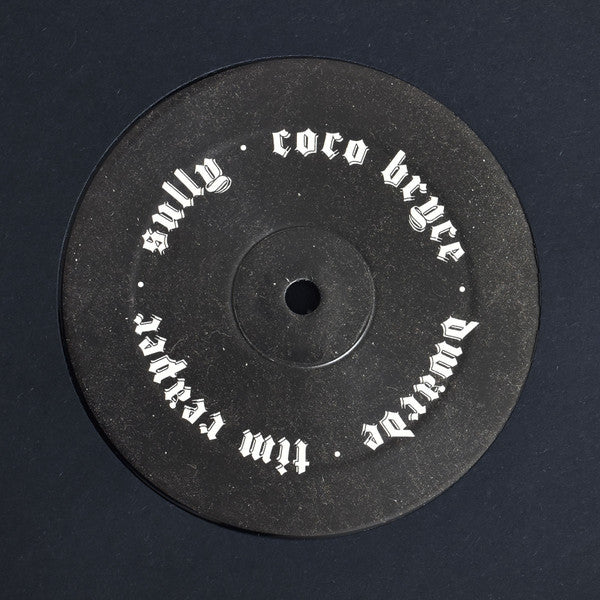 coco bryce · dwarde · tim reaper · sully ·